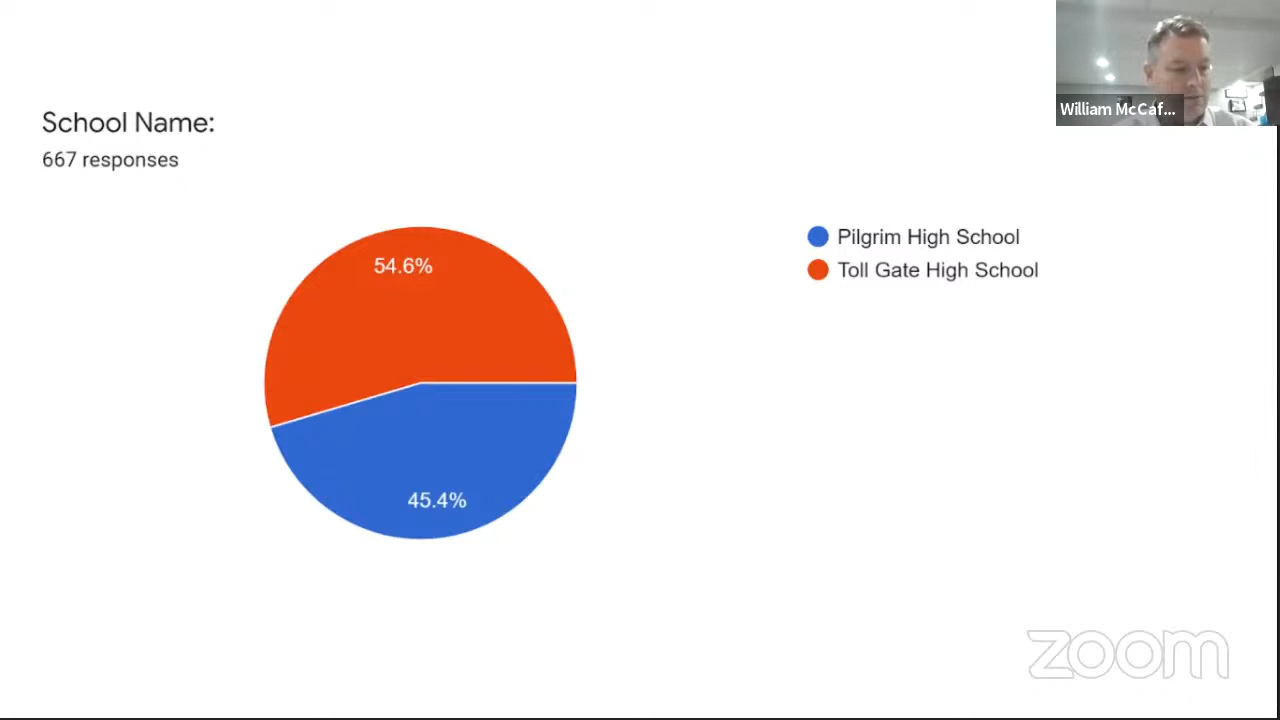 William McCaf...
School Name:
667 responses
Pilgrim High School
Toll Gate High School
54.6%
45.4%
zoom